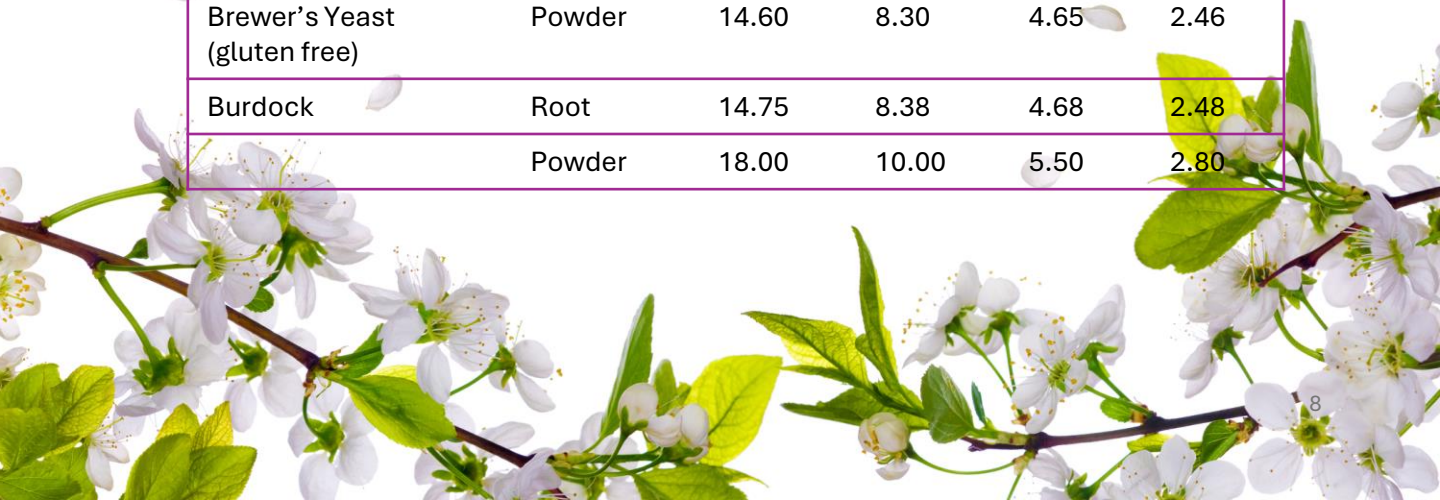 Brewer’s Yeast Powder 14.60 8.30 4.65 2.46
(gluten free)
Burdock Root 14.75 8.38 4.68 2.48
Powder 18.00 10.00 5.50 2.80
8